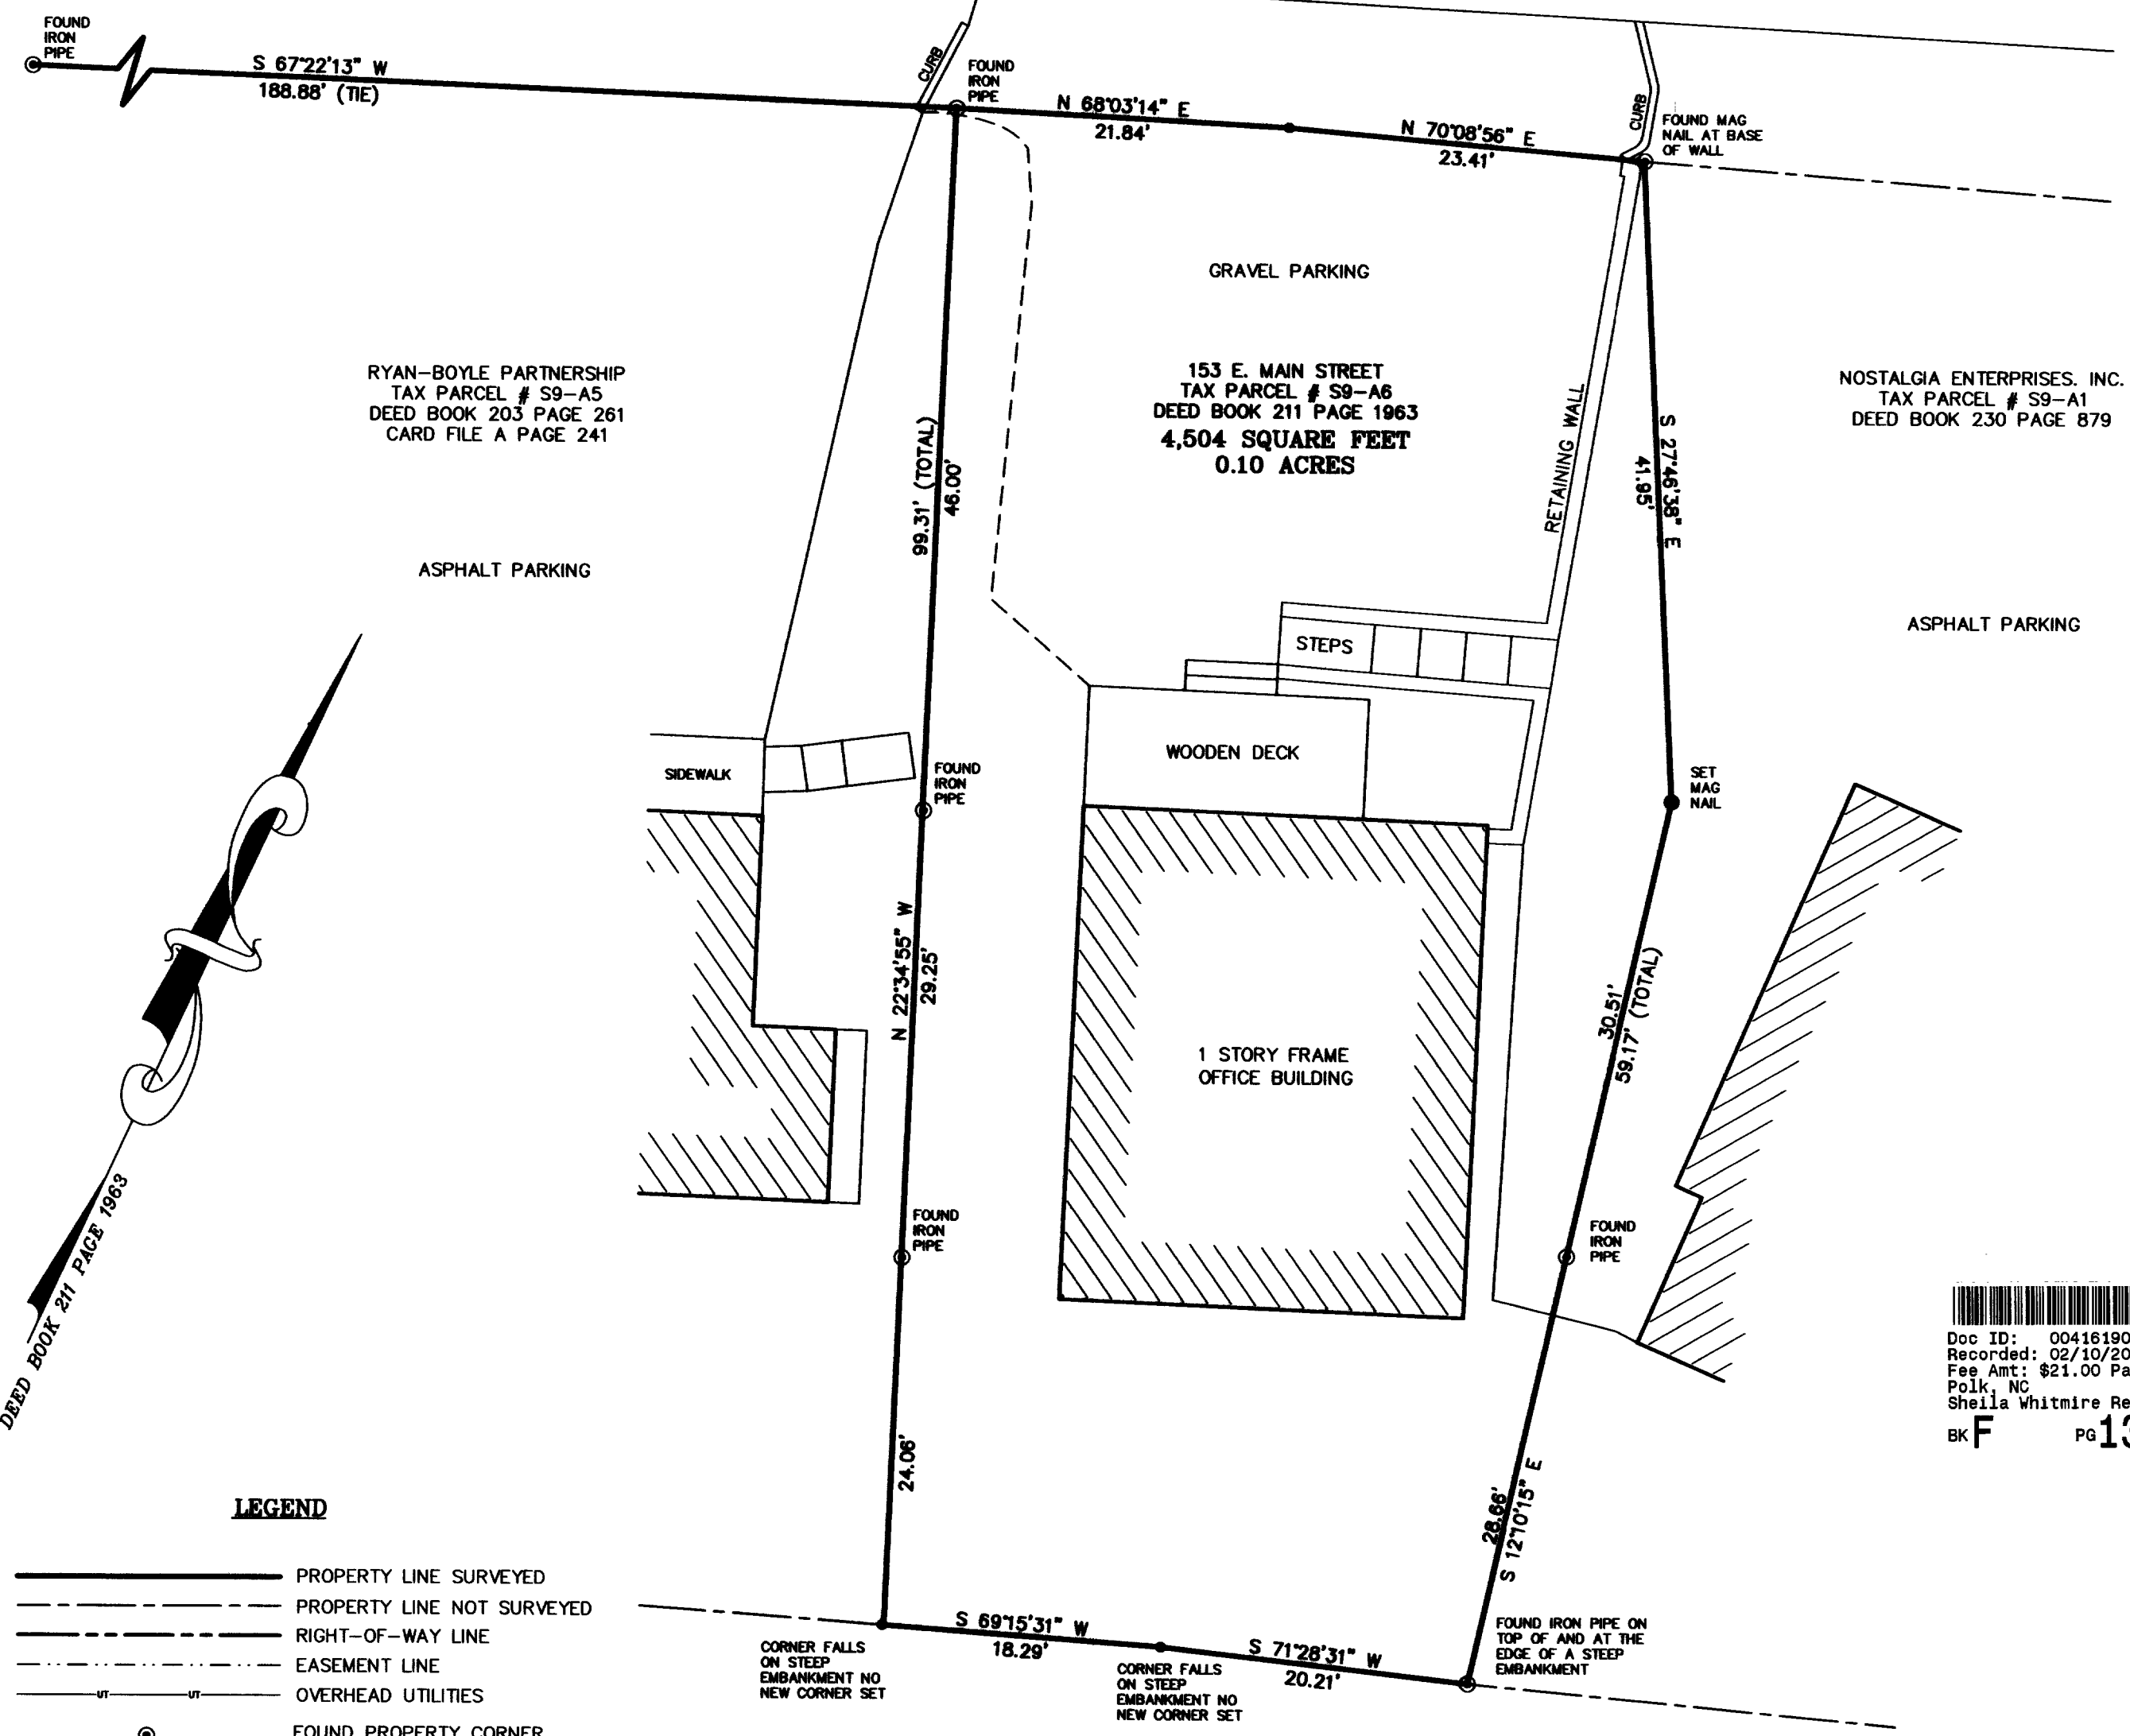 FOUND
IRON
PIPE
S 67°22'13" W
188.88' (TIE)
CURB
FOUND
IRON
PIPE
N 68°03'14" E
21.84'
N 70°08'56" E
23.41'
CURB
FOUND MAG
NAIL AT BASE
OF WALL
GRAVEL PARKING
RYAN-BOYLE PARTNERSHIP
TAX PARCEL # S9-A5
DEED BOOK 203 PAGE 261
CARD FILE A PAGE 241
153 E. MAIN STREET
TAX PARCEL # S9-A6
DEED BOOK 211 PAGE 1963
4,504 SQUARE FEET
0.10 ACRES
NOSTALGIA ENTERPRISES. INC.
TAX PARCEL # S9-A1
DEED BOOK 230 PAGE 879
99.31' (TOTAL)
46.00'
RETAINING WALL
S 27°46'38" E
41.95'
ASPHALT PARKING
ASPHALT PARKING
STEPS
WOODEN DECK
SIDEWALK
FOUND
IRON
PIPE
SET
MAG
NAIL
N 22°34'55" W
29.25'
30.51'
59.17' (TOTAL)
1 STORY FRAME
OFFICE BUILDING
FOUND
IRON
PIPE
FOUND
IRON
PIPE
DEED BOOK 211 PAGE 1963
Doc ID: 00416190
Recorded: 02/10/20
Fee Amt: $21.00 Pa
Polk, NC
Sheila Whitmire Re
BK F PG 13
24.06'
28.66'
S 12°10'15" E
LEGEND
PROPERTY LINE SURVEYED
PROPERTY LINE NOT SURVEYED
RIGHT-OF-WAY LINE
EASEMENT LINE
UT UT OVERHEAD UTILITIES
FOUND PROPERTY CORNER
S 69°15'31" W
18.29'
S 71°28'31" W
20.21'
CORNER FALLS
ON STEEP
EMBANKMENT NO
NEW CORNER SET
CORNER FALLS
ON STEEP
EMBANKMENT NO
NEW CORNER SET
FOUND IRON PIPE ON
TOP OF AND AT THE
EDGE OF A STEEP
EMBANKMENT